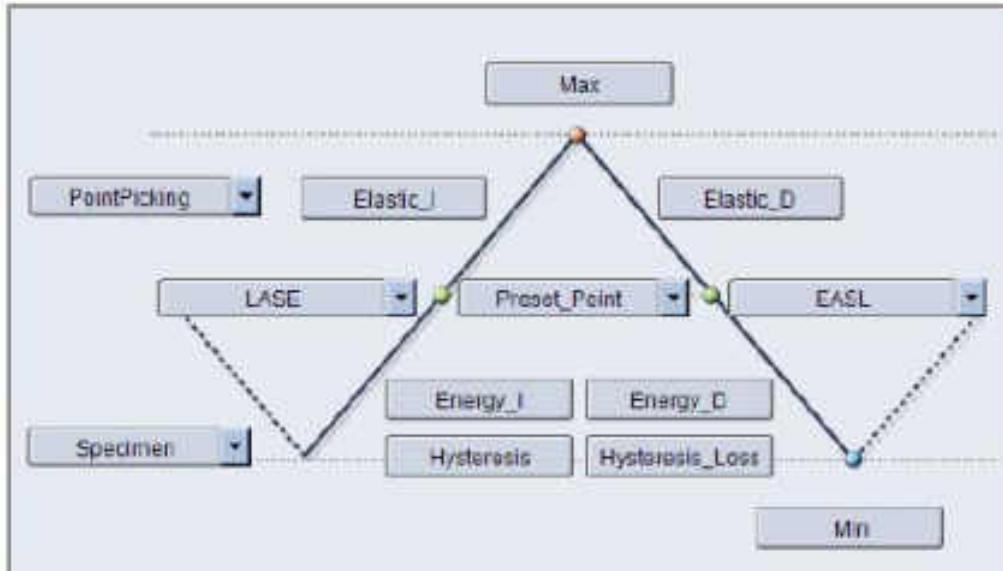 Max
PointPicking
Elastic_I
Elastic_D
LASE
Preset_Point
EASL
Energy_I
Energy_D
Specimen
Hysteresis
Hysteresis_Loss
Min